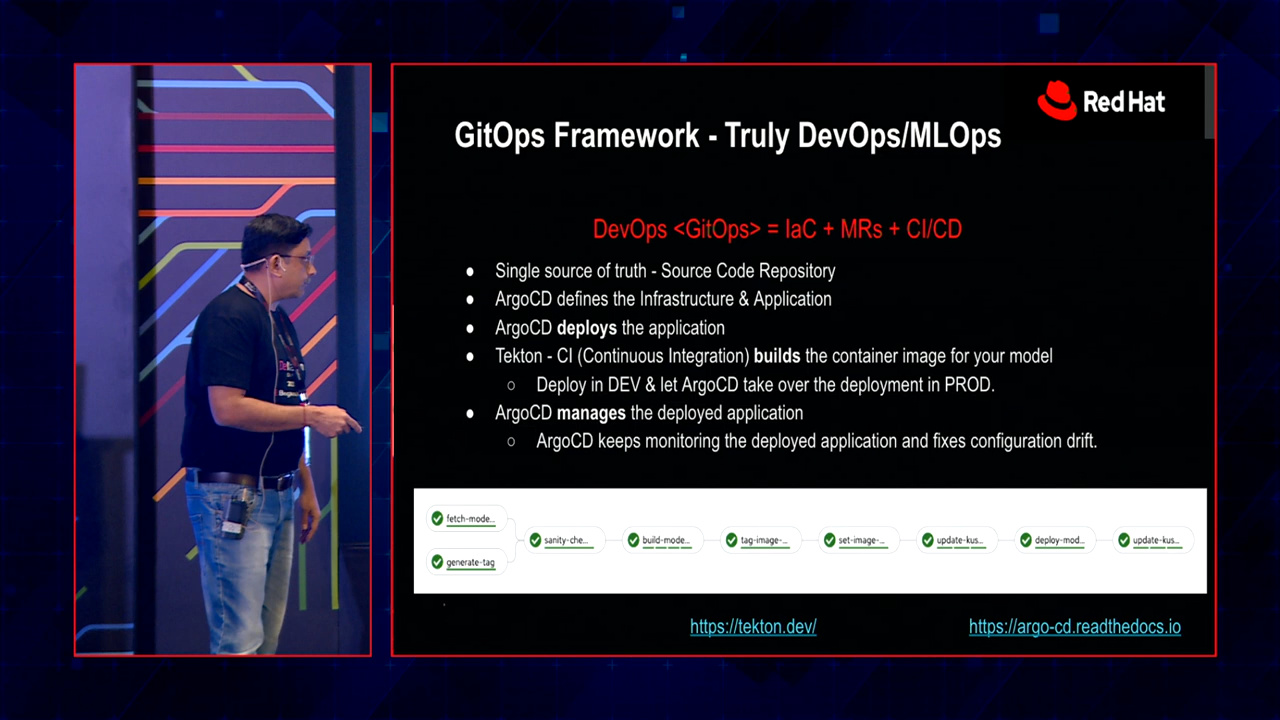 Red Hat
GitOps Framework - Truly DevOps/MLOps
DevOps <GitOps> = IaC + MRs + CI/CD
● Single source of truth - Source Code Repository
● ArgoCD defines the Infrastructure & Application
● ArgoCD deploys the application
● Tekton - CI (Continuous Integration) builds the container image for your model
○ Deploy in DEV & let ArgoCD take over the deployment in PROD.
● ArgoCD manages the deployed application
○ ArgoCD keeps monitoring the deployed application and fixes configuration drift.
fetch-mode...
generate-tag
sanity-che...
build-mode...
tag-image-...
set-image-...
update-kus...
deploy-mod...
update-kus...
https://tekton.dev/
https://argo-cd.readthedocs.io